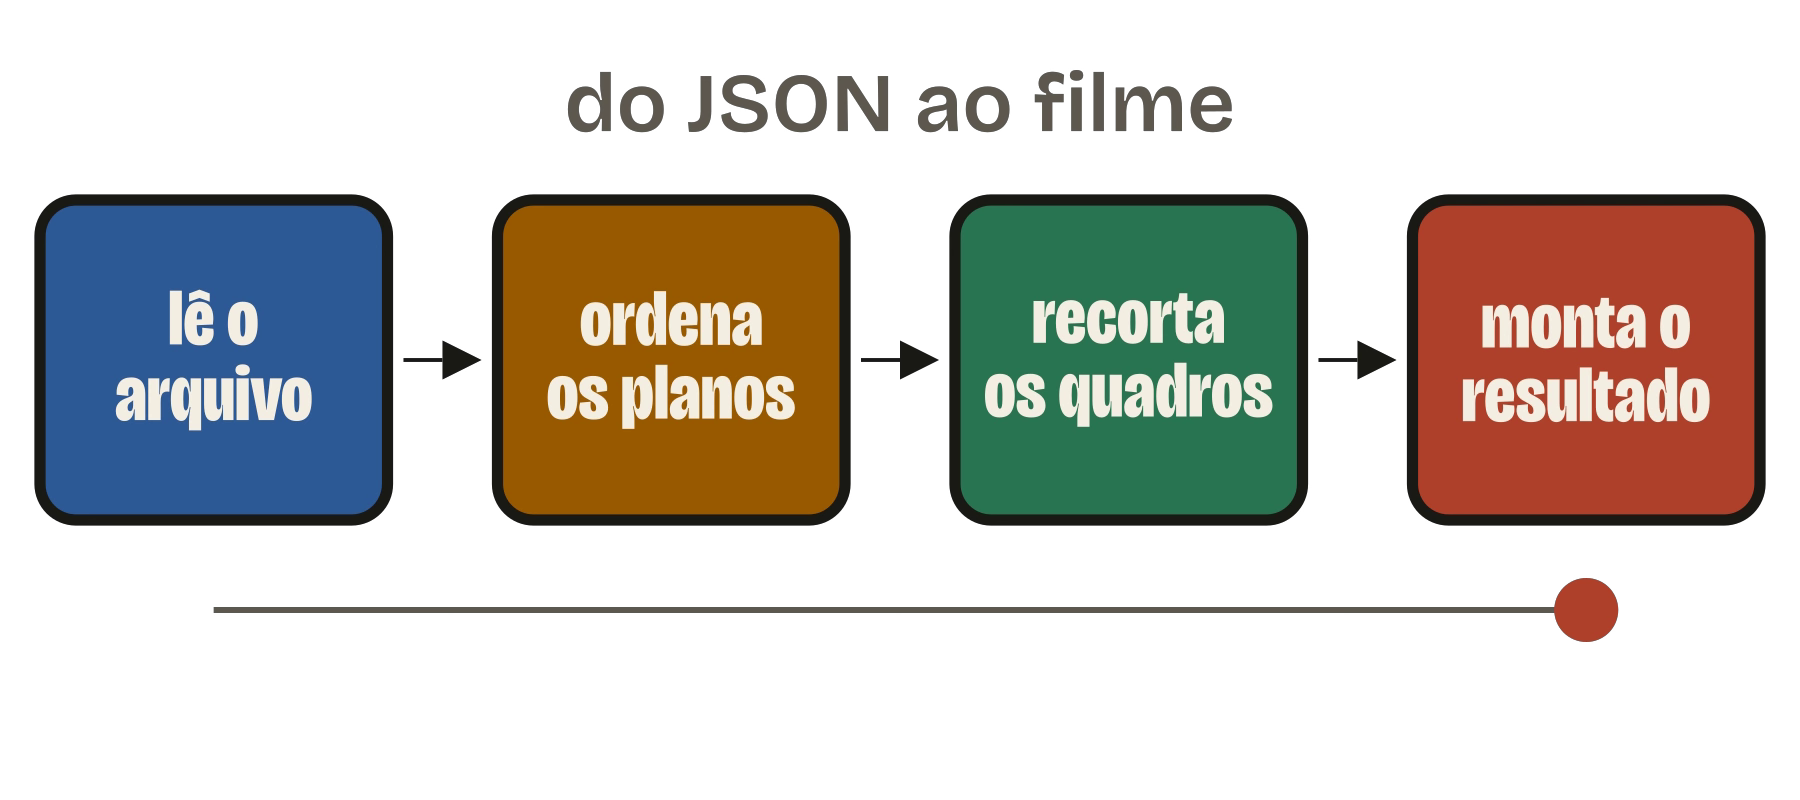 do JSON ao filme
lê o
arquivo
ordena
os planos
recorta
os quadros
monta o
resultado